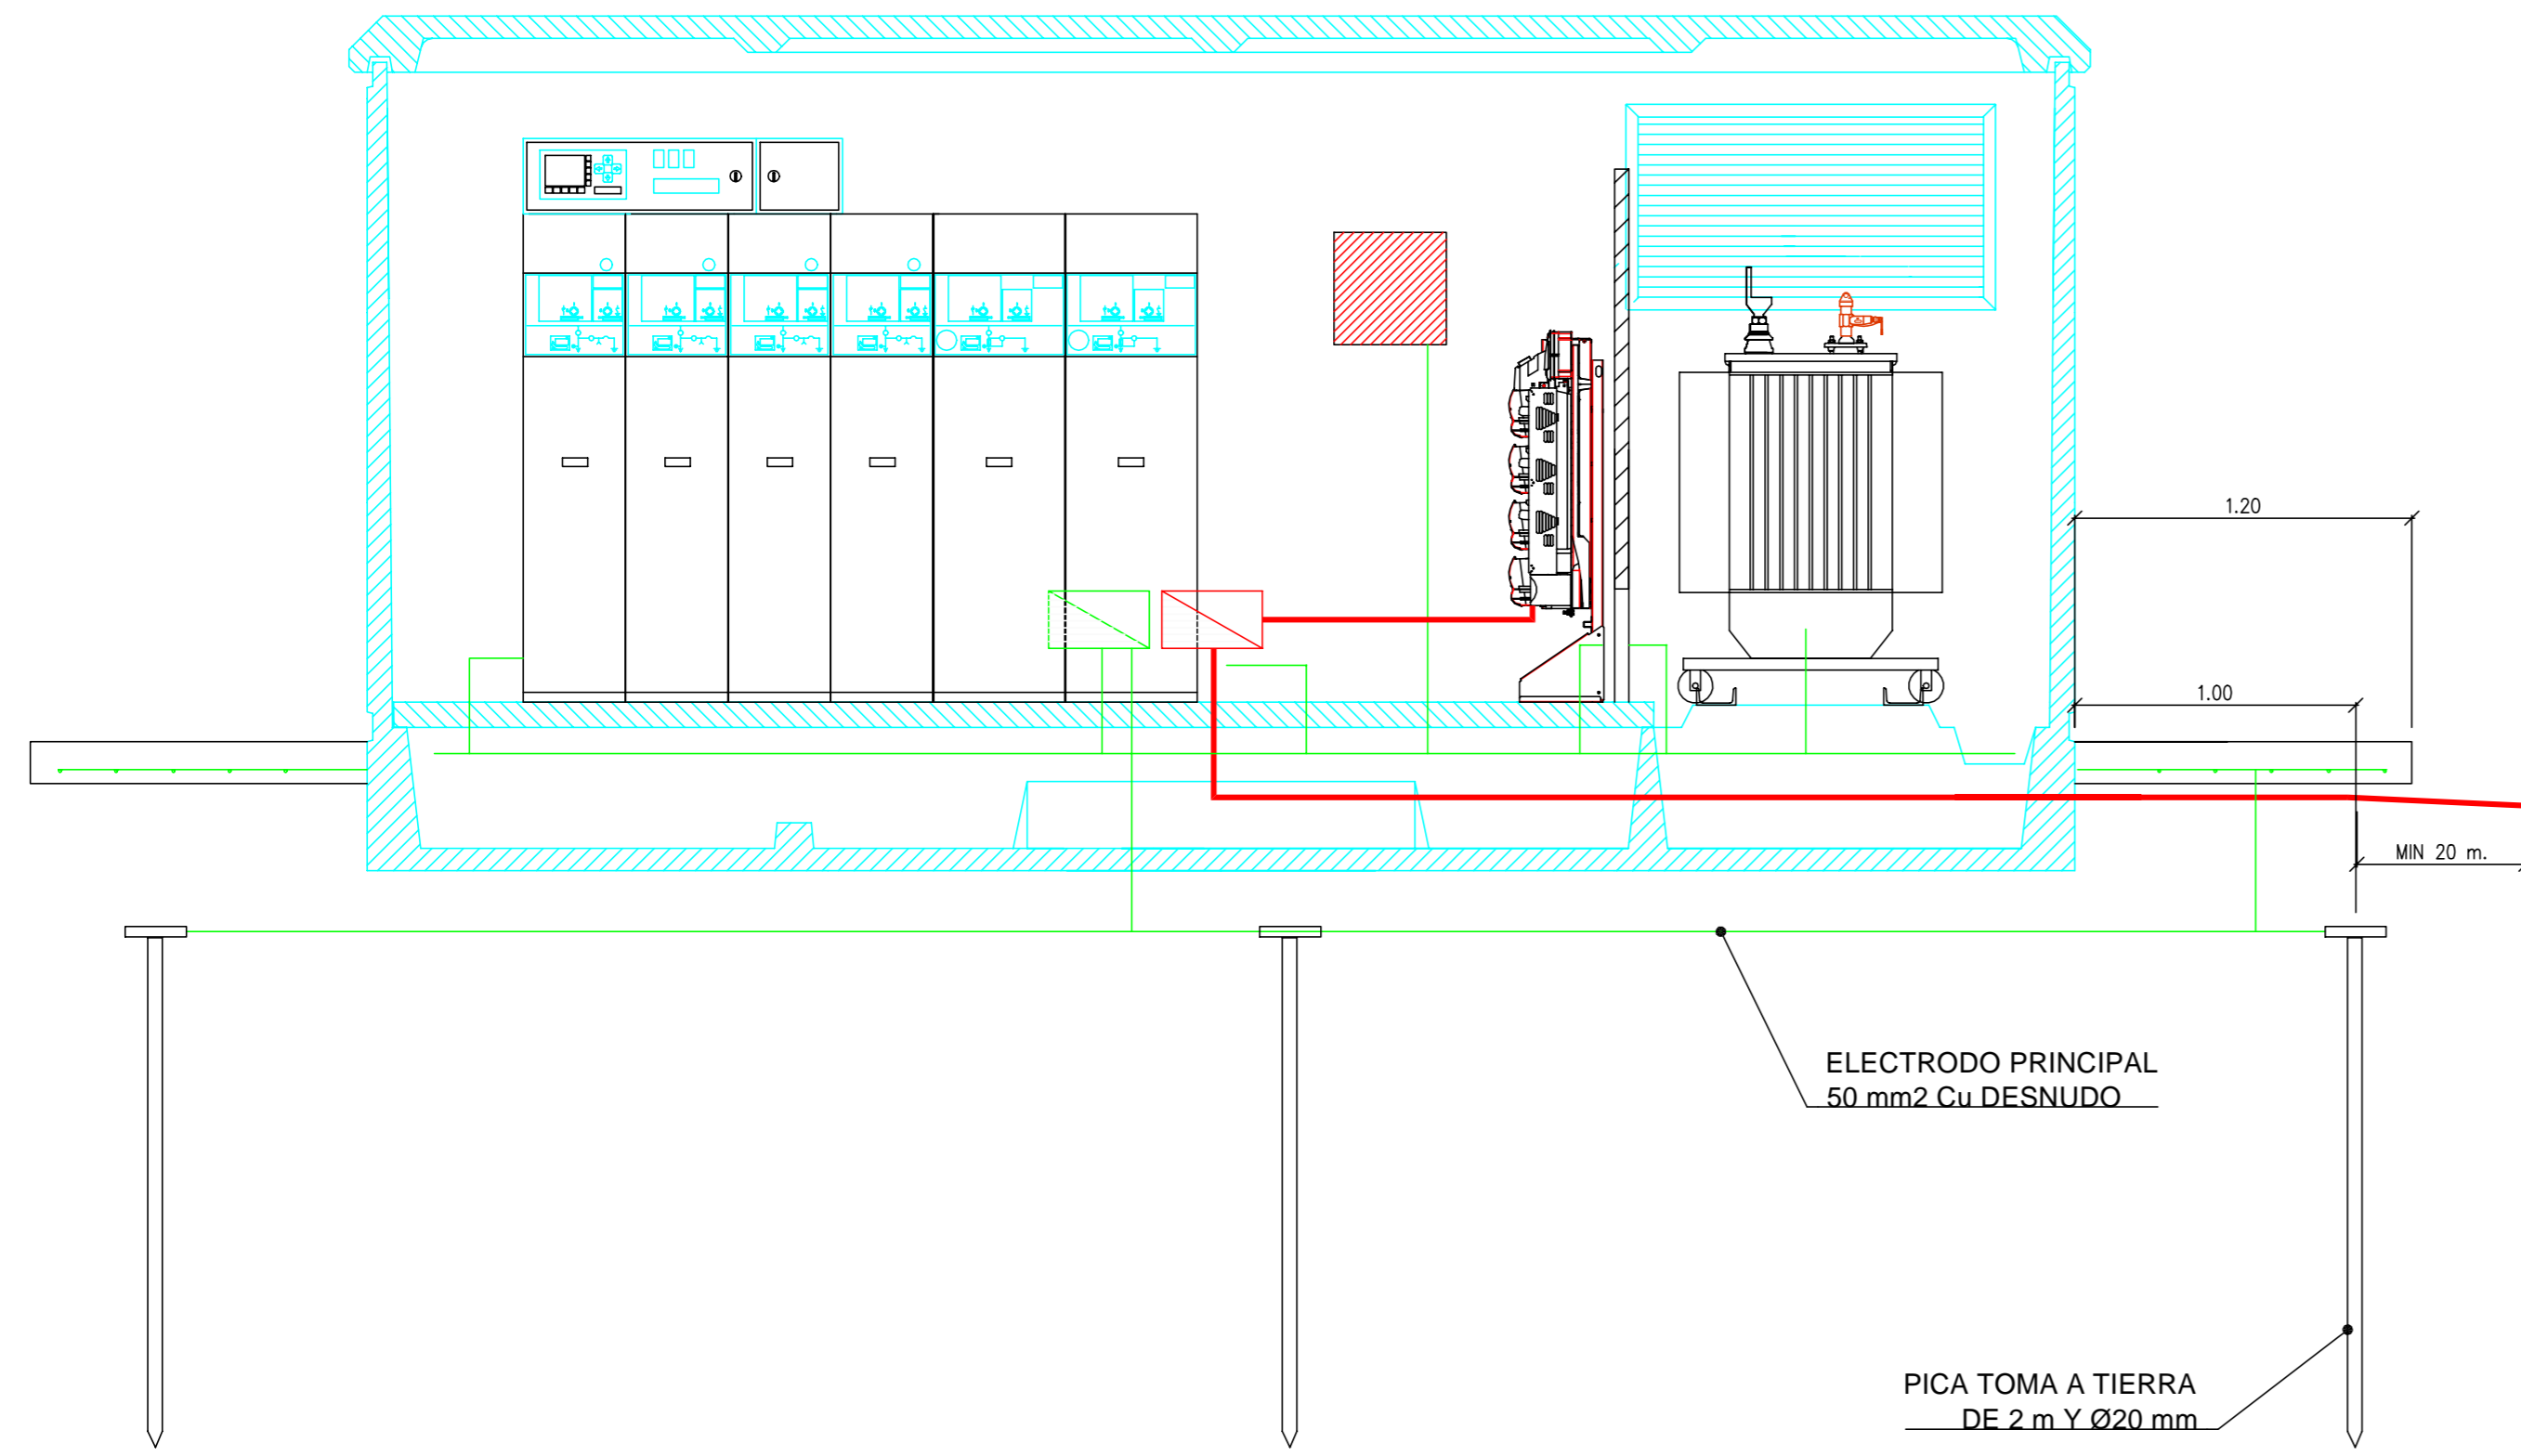 1.20
1.00
MIN 20 m.
ELECTRODO PRINCIPAL
50 mm2 Cu DESNUDO
PICA TOMA A TIERRA
DE 2 m Y Ø20 mm